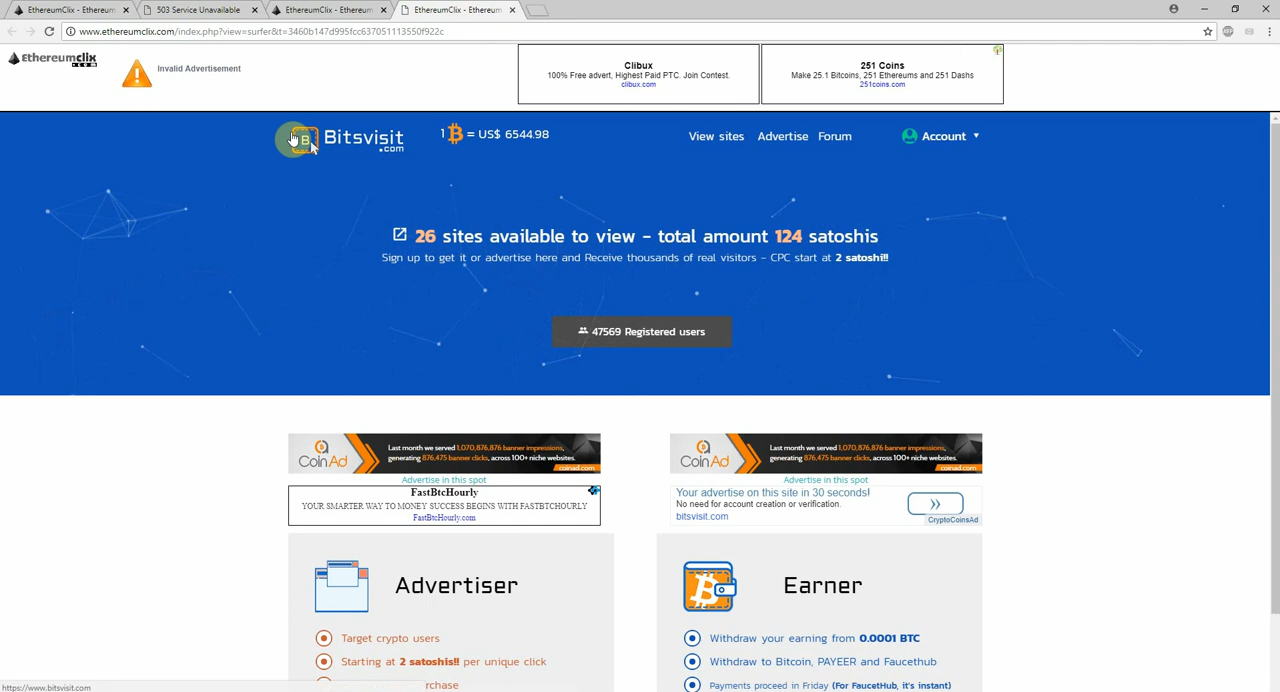 EthereumClix - Ethereum
503 Service Unavailable
EthereumClix - Ethereum
EthereumClix - Ethereum
www.ethereumclix.com/index.php?view=surfer&t=3460b147d995fcc637051113550f922c
Ethereumclix
.com
Invalid Advertisement
Clibux
100% Free advert, Highest Paid PTC. Join Contest.
clibux.com
251 Coins
Make 25.1 Bitcoins, 251 Ethereums and 251 Dashs
251coins.com
Bitsvisit
.com
1 = US$ 6544.98
View sites
Advertise
Forum
Account
26 sites available to view - total amount 124 satoshis
Sign up to get it or advertise here and Receive thousands of real visitors - CPC start at 2 satoshi!!
47569 Registered users
CoinAd
Last month we served 1,070,876,876 banner impressions,
generating 876,475 banner clicks, across 100+ niche websites.
coinad.com
Advertise in this spot
FastBtcHourly
YOUR SMARTER WAY TO MONEY SUCCESS BEGINS WITH FASTBTCHOURLY
FastBtcHourly.com
CoinAd
Last month we served 1,070,876,876 banner impressions,
generating 876,475 banner clicks, across 100+ niche websites.
coinad.com
Advertise in this spot
Your advertise on this site in 30 seconds!
No need for account creation or verification.
bitsvisit.com
CryptoCoinsAd
Advertiser
Target crypto users
Starting at 2 satoshis!! per unique click
rchase
Earner
Withdraw your earning from 0.0001 BTC
Withdraw to Bitcoin, PAYEER and Faucethub
Payments proceed in Friday (For FaucetHub, it's instant)
https://www.bitsvisit.com